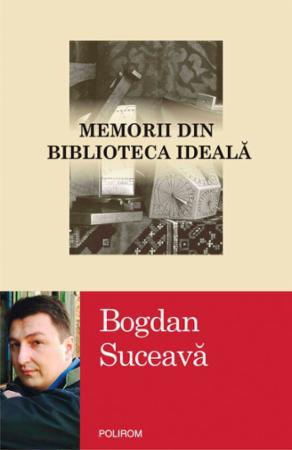 MEMORII DIN
BIBLIOTECA IDEALĂ
Bogdan
Suceavă
POLIROM